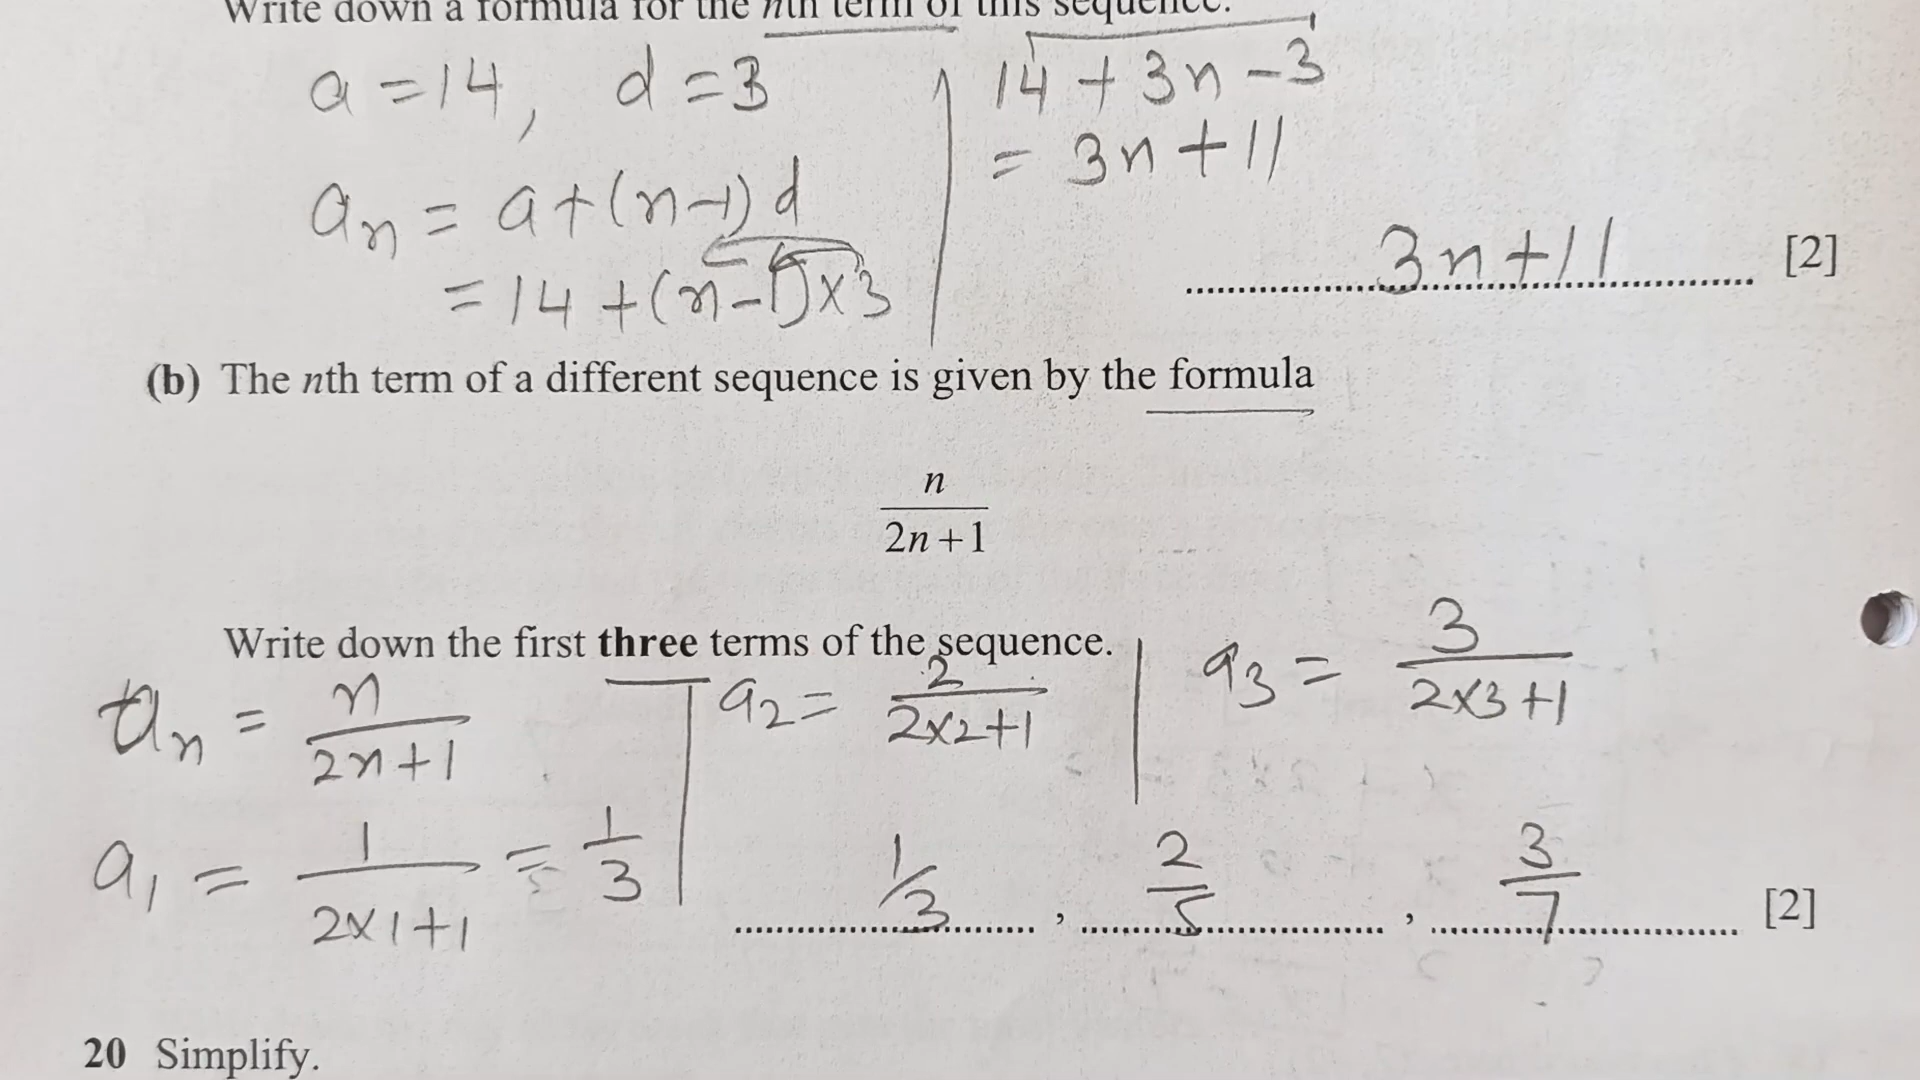 Write down a formula for the nth term of this sequence.
a = 14, d = 3
aₙ = a + (n-1) d
= 14 + (n-1) × 3
14 + 3n - 3
= 3n + 11
3n + 11 [2]
(b) The nth term of a different sequence is given by the formula
n
2n + 1
Write down the first three terms of the sequence.
aₙ = n/(2n+1)
a₁ = 1/(2×1+1) = 1/3
a₂ = 2/(2×2+1)
a₃ = 3/(2×3+1)
1/3 , 2/5 , 3/7 [2]
20 Simplify.